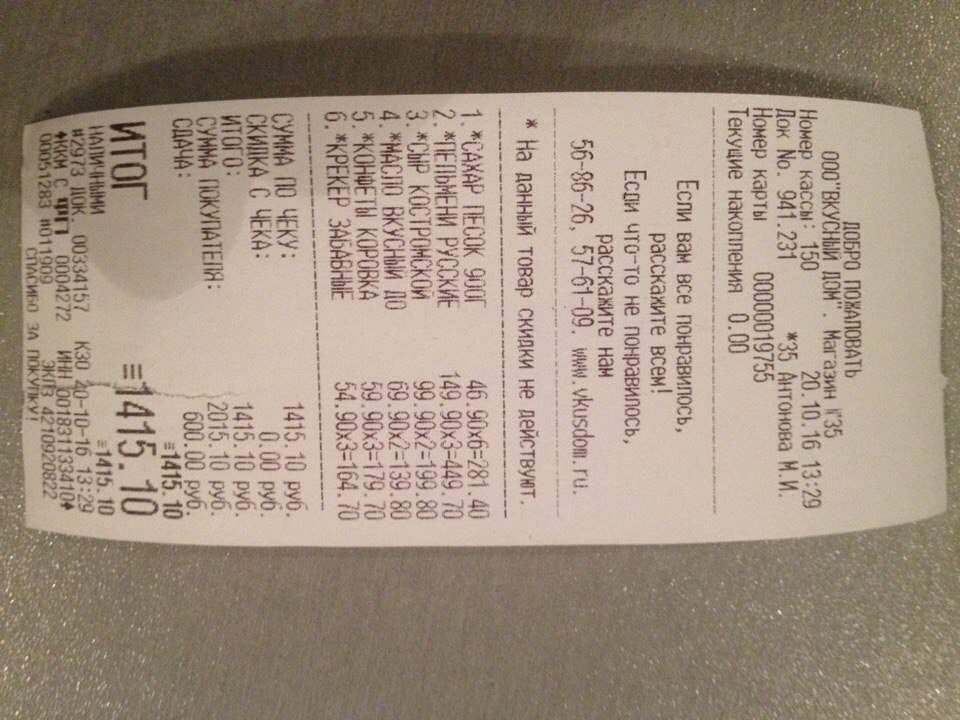 ДОБРО ПОЖАЛОВАТЬ
ООО"ВКУСНЫЙ ДОМ". Магазин №35
Номер кассы: 150 20.10.16 13:29
Док No. 941.231 *35 Антонова М.И.
Номер карты 00000019755
Текущие накопления 0.00
Если вам все понравилось,
расскажите всем!
Если что-то не понравилось,
расскажите нам
56-86-26, 57-61-09. www.vkusdom.ru.
* На данный товар скидки не действуют.
1. *САХАР ПЕСОК 900Г 46.90x6=281.40
2. *ПЕЛЬМЕНИ РУССКИЕ 149.90x3=449.70
3. *СЫР КОСТРОМСКОЙ 99.90x2=199.80
4. *МАСЛО ВКУСНЫЙ ДО 69.90x2=139.80
5. *КОНФЕТЫ КОРОВКА 59.90x3=179.70
6. *КРЕКЕР ЗАБАВНЫЕ 54.90x3=164.70
СУММА ПО ЧЕКУ: 1415.10 руб.
СКИДКА С ЧЕКА: 0.00 руб.
ИТОГО: 1415.10 руб.
СУММА ПОКУПАТЕЛЯ: 2015.10 руб.
СДАЧА: 600.00 руб.
≡1415.10
ИТОГ ≡1415.10
НАЛИЧНЫМИ ≡1415.10
#2973 ДОК. 00334157 К30 -10-16 13:29
ККМ С ФП 0004272 ИНН 001831133410
00051283 #011909 ЭКЛЗ 4210920822
СПАСИБО ЗА ПОКУПКУ!